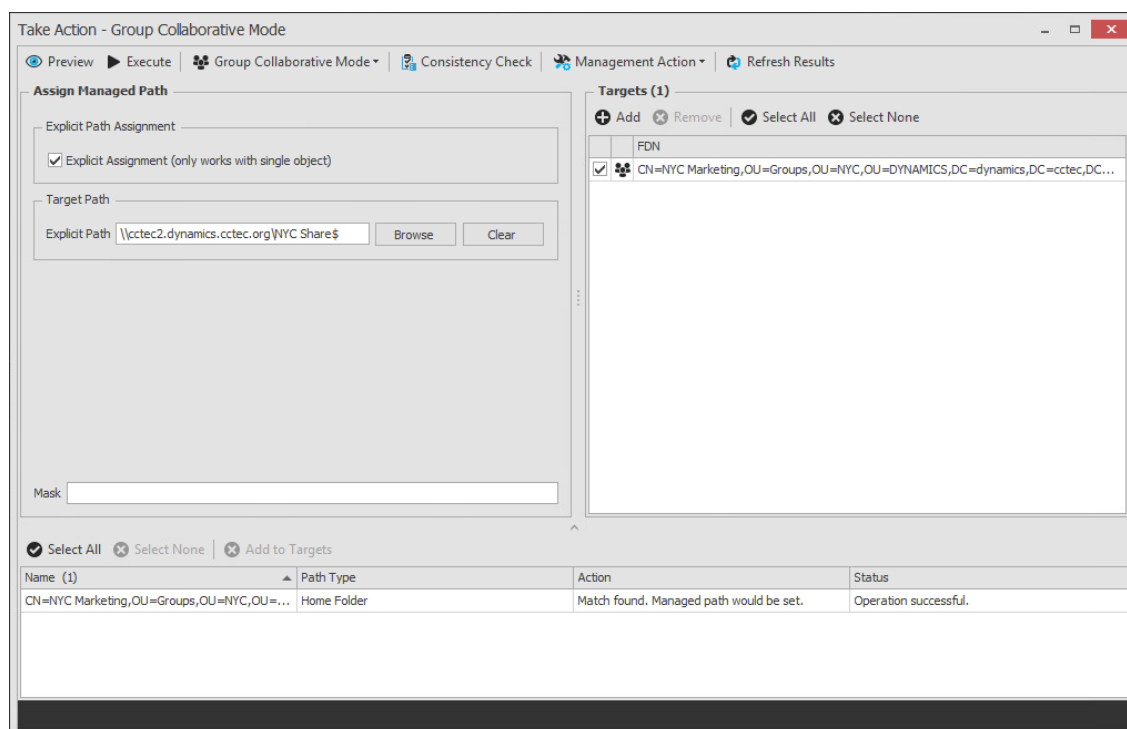 Take Action - Group Collaborative Mode
Preview Execute Group Collaborative Mode Consistency Check Management Action Refresh Results
Assign Managed Path
Explicit Path Assignment
Explicit Assignment (only works with single object)
Target Path
Explicit Path \\cctec2.dynamics.cctec.org\NYC Share$ Browse Clear
Mask
Targets (1)
Add Remove Select All Select None
FDN
CN=NYC Marketing,OU=Groups,OU=NYC,OU=DYNAMICS,DC=dynamics,DC=cctec,DC...
Select All Select None Add to Targets
Name (1) Path Type Action Status
CN=NYC Marketing,OU=Groups,OU=NYC,OU=... Home Folder Match found. Managed path would be set. Operation successful.